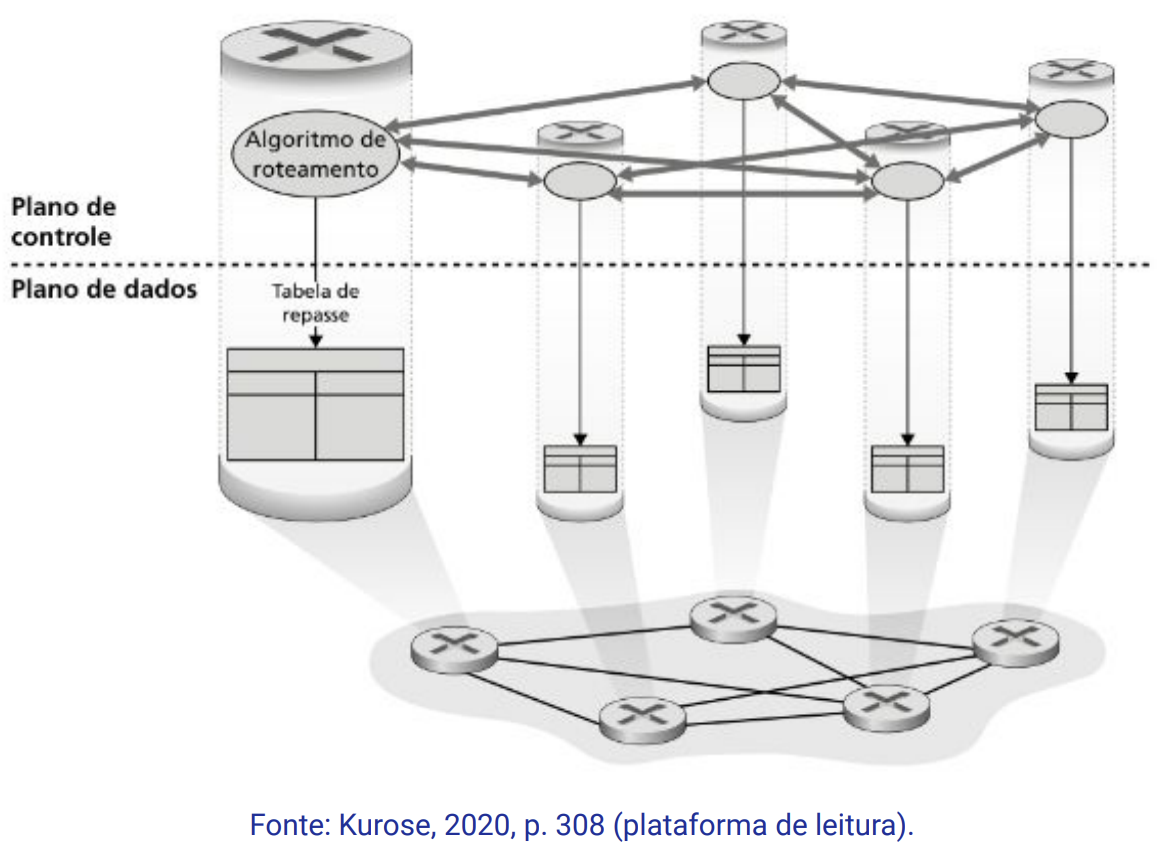 Algoritmo de
roteamento
Plano de
controle
Plano de dados
Tabela de
repasse
Fonte: Kurose, 2020, p. 308 (plataforma de leitura).